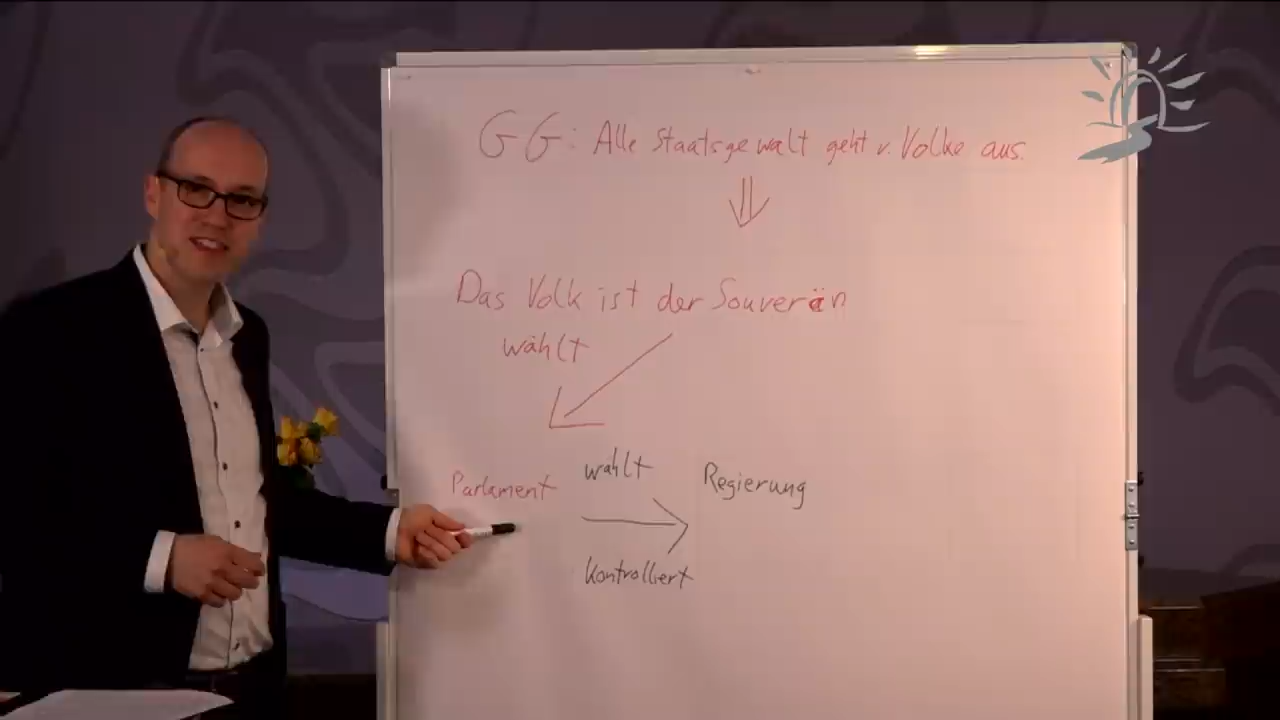 GG: Alle Staatsgewalt geht v. Volke aus.
Das Volk ist der Souverän
wählt
Parlament wählt Regierung
kontrolliert